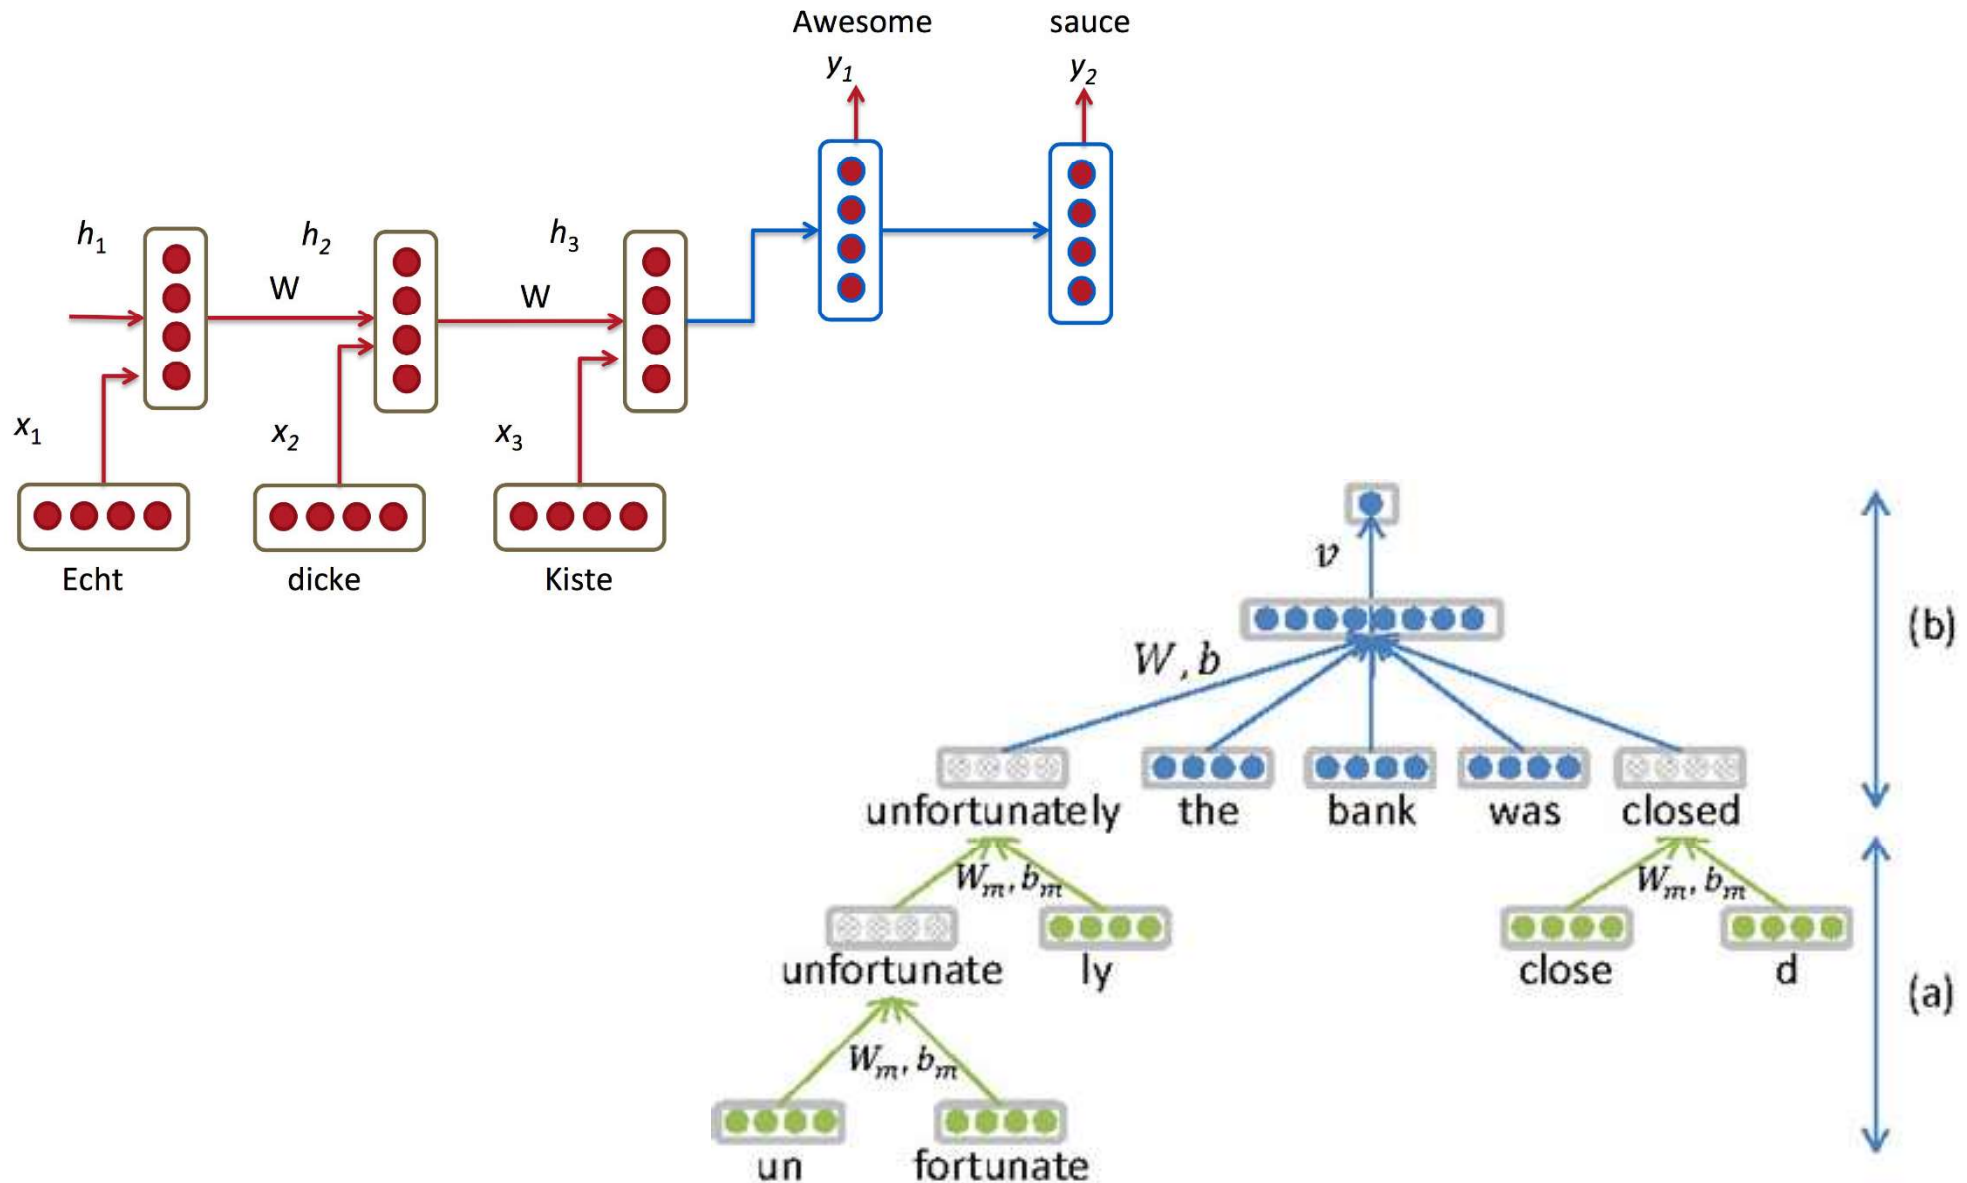 Awesome sauce
y1 y2
h1 h2 h3
W W
x1 x2 x3
Echt dicke Kiste
v
(b)
W, b
unfortunately the bank was closed
Wm, bm Wm, bm
unfortunate ly close d
(a)
Wm, bm
un fortunate